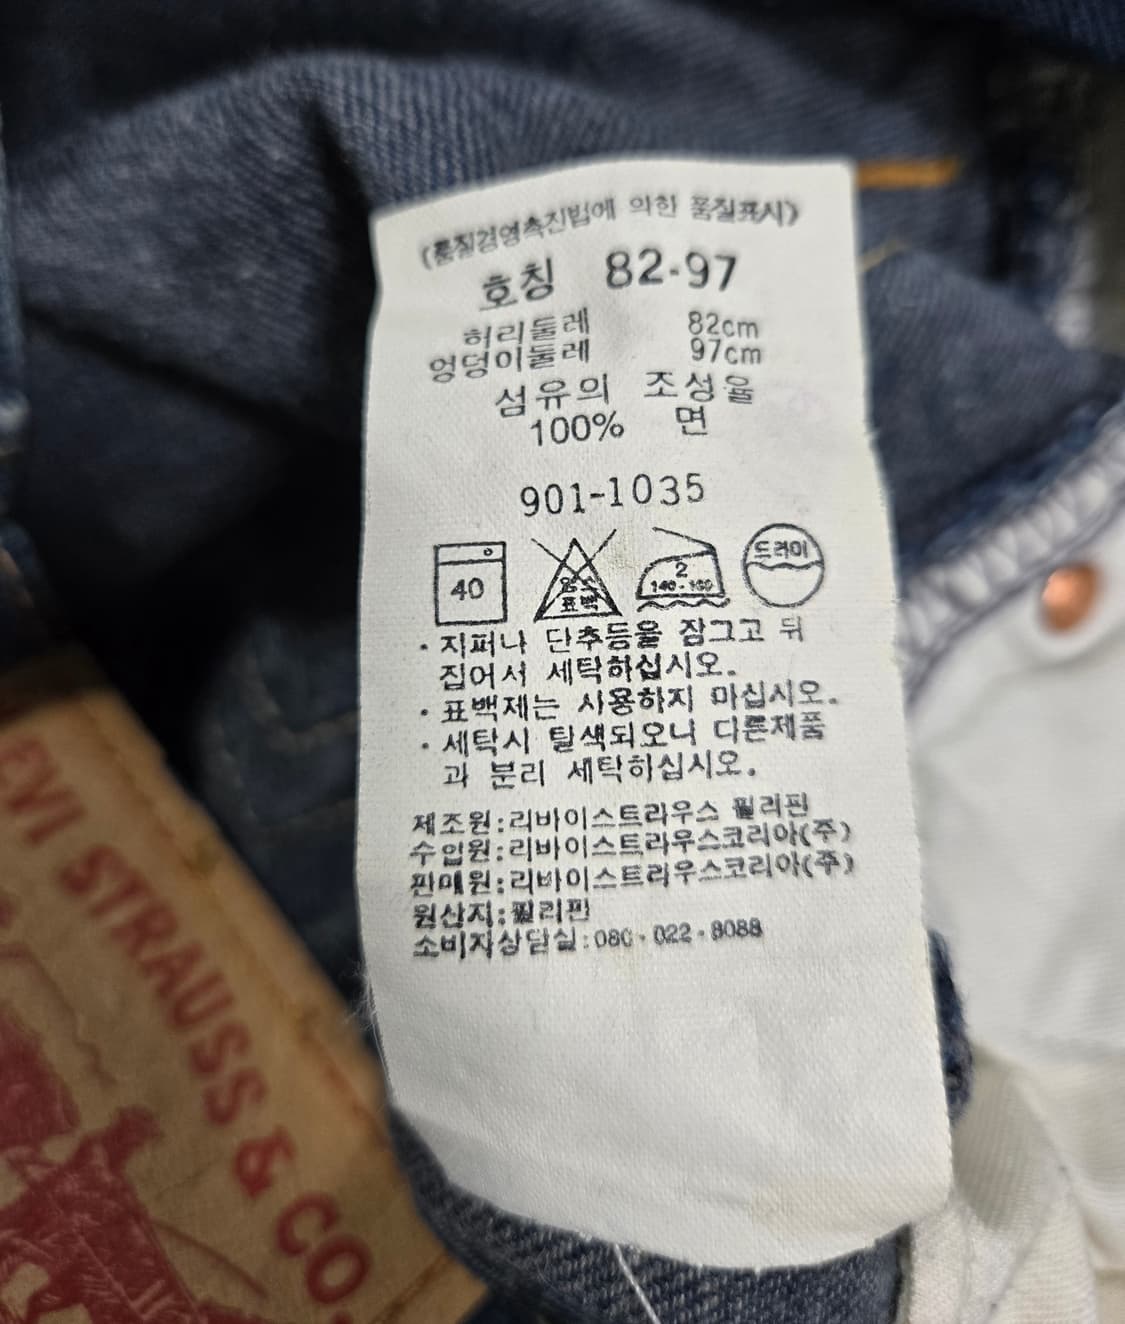 (품질경영촉진법에 의한 품질표시)
호칭 82-97
허리둘레 82cm
엉덩이둘레 97cm
섬유의 조성율
100% 면
901-1035
40
표백
2
140-160
드라이
· 지퍼나 단추등을 잠그고 뒤
집어서 세탁하십시오.
· 표백제는 사용하지 마십시오.
· 세탁시 탈색되오니 다른제품
과 분리 세탁하십시오.
제조원:리바이스트라우스 필리핀
수입원:리바이스트라우스코리아(주)
판매원:리바이스트라우스코리아(주)
원산지:필리핀
소비자상담실:080-022-8088
EVI STRAUSS & CO.